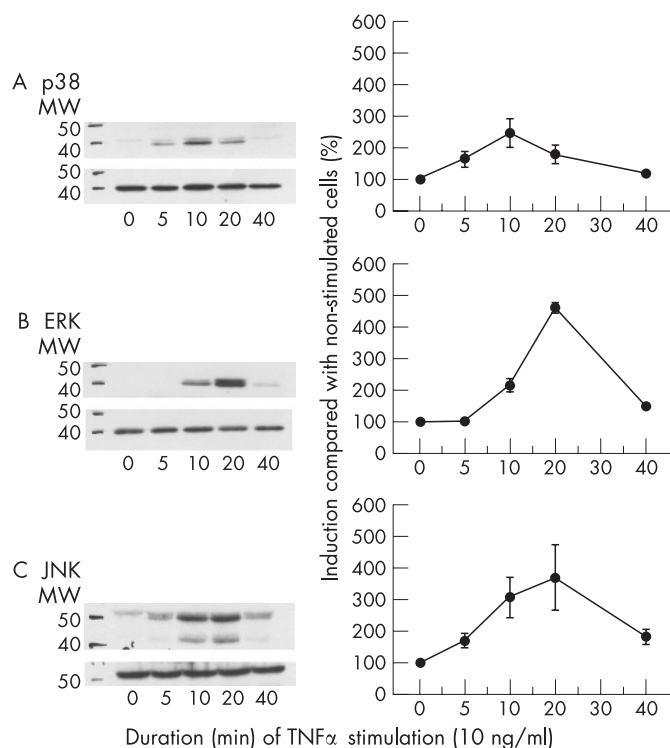 A p38
MW
50
40
50
40
0 5 10 20 40
600
500
400
300
200
100
0
0 5 10 20 30 40
B ERK
MW
50
40
50
40
0 5 10 20 40
600
500
400
300
200
100
0
0 5 10 20 30 40
C JNK
MW
50
40
50
0 5 10 20 40
600
500
400
300
200
100
0
0 5 10 20 30 40
Induction compared with non-stimulated cells (%)
Duration (min) of TNFα stimulation (10 ng/ml)